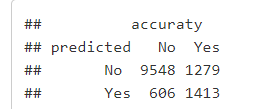 ##          accuraty
## predicted   No  Yes
##       No  9548 1279
##       Yes  606 1413